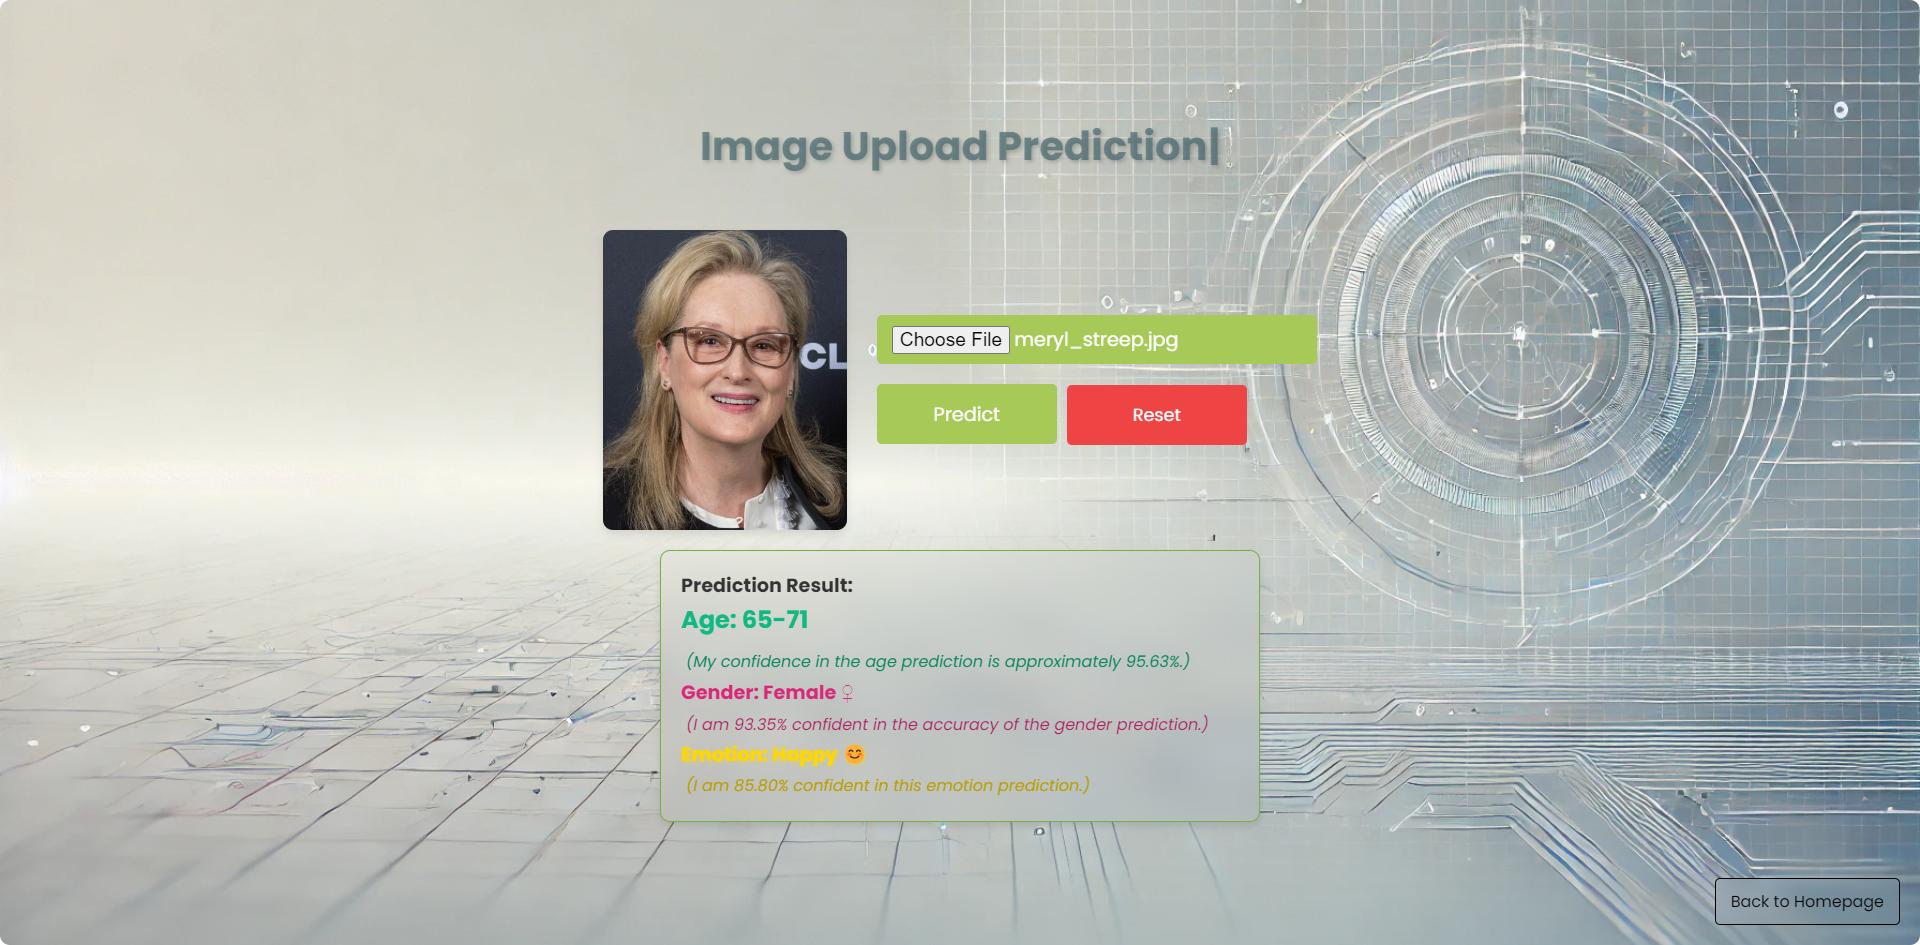 Image Upload Prediction|
CL
Choose File meryl_streep.jpg
Predict
Reset
Prediction Result:
Age: 65-71
(My confidence in the age prediction is approximately 95.63%.)
Gender: Female ♀
(I am 93.35% confident in the accuracy of the gender prediction.)
Emotion: Happy 😊
(I am 85.80% confident in this emotion prediction.)
Back to Homepage